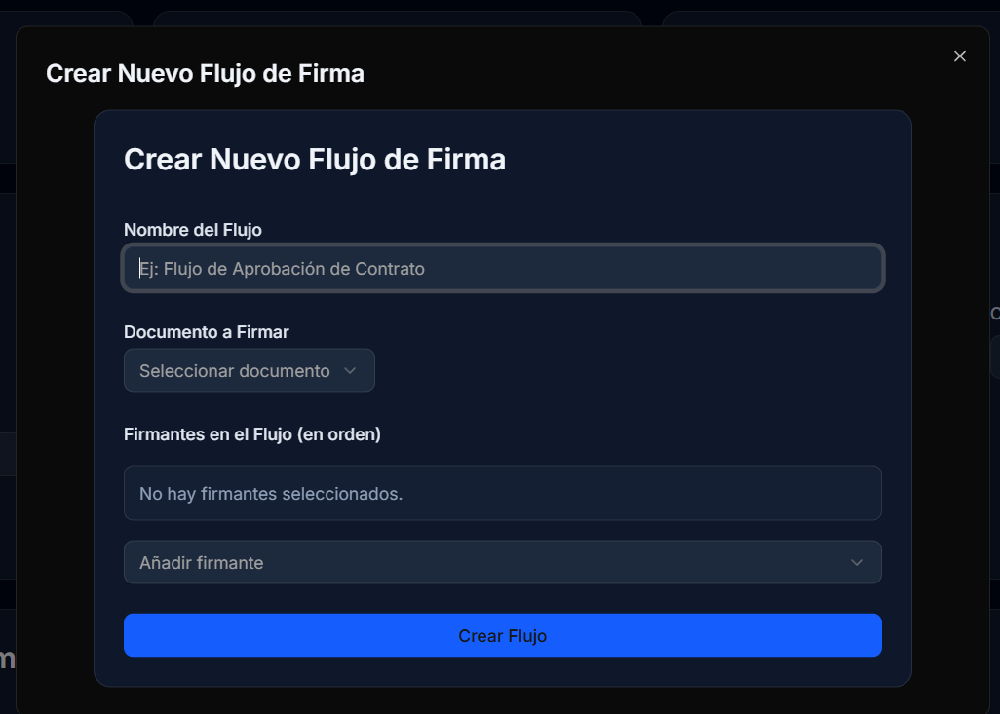 Crear Nuevo Flujo de Firma
Crear Nuevo Flujo de Firma
Nombre del Flujo
Ej: Flujo de Aprobación de Contrato
Documento a Firmar
Seleccionar documento
Firmantes en el Flujo (en orden)
No hay firmantes seleccionados.
Añadir firmante
Crear Flujo